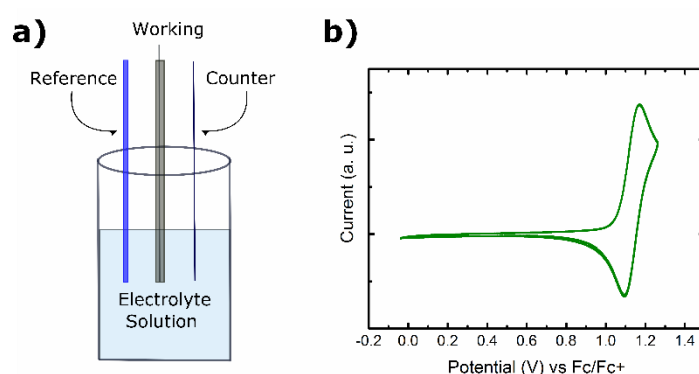 a)
Working
Reference
Counter
Electrolyte
Solution
b)
Current (a. u.)
-0.2 0.0 0.2 0.4 0.6 0.8 1.0 1.2 1.4
Potential (V) vs Fc/Fc+